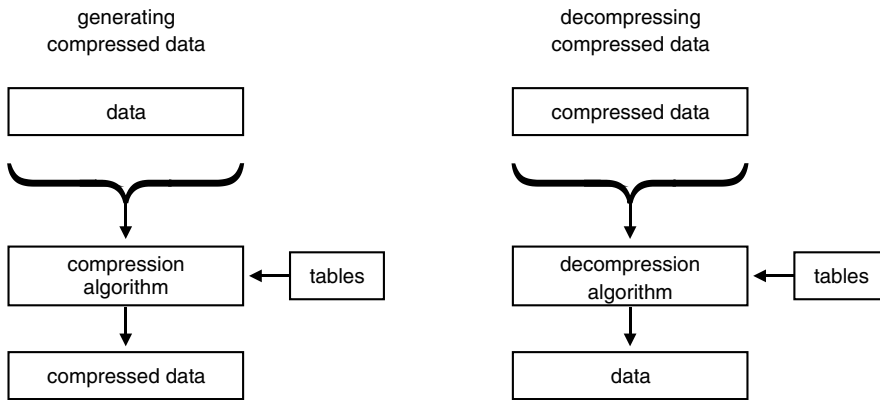 generating
compressed data
data
compression
algorithm
tables
compressed data
decompressing
compressed data
compressed data
decompression
algorithm
tables
data